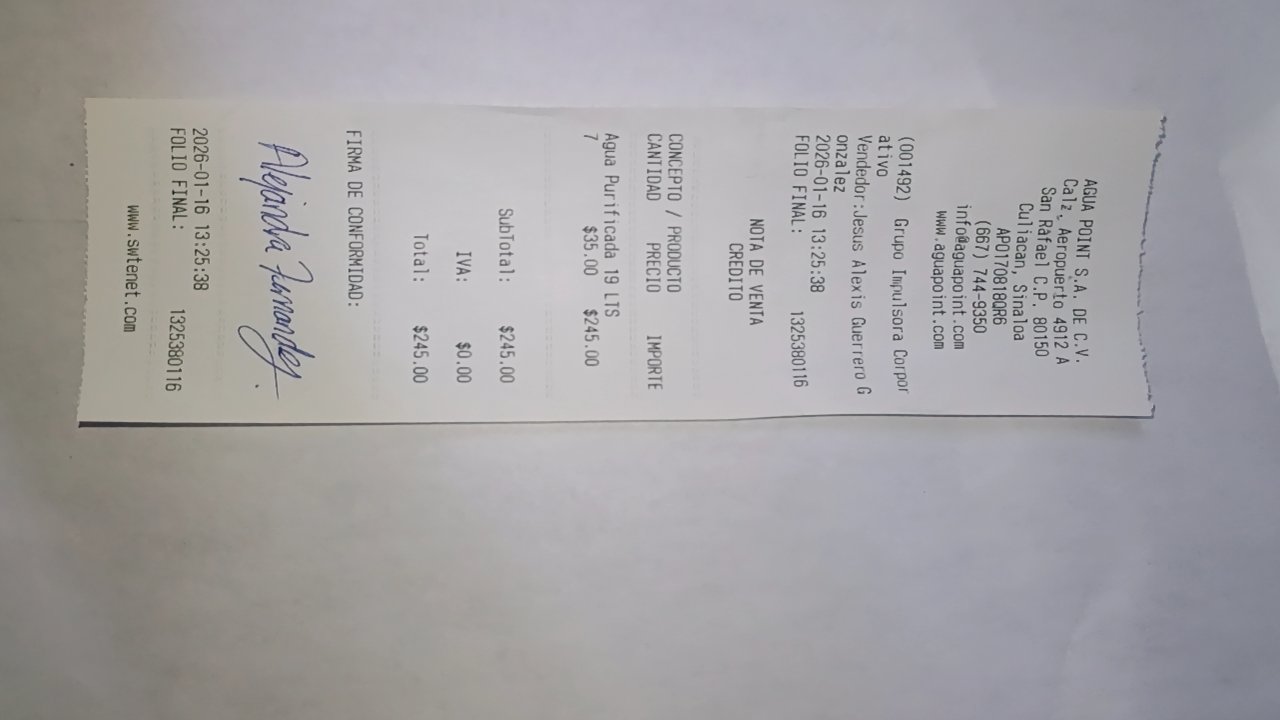 AGUA POINT S.A. DE C.V.
Calz. Aeropuerto 4912 A
San Rafael C.P. 80150
Culiacan, Sinaloa
APO170818QR6
(667) 744-9350
info@aguapoint.com
www.aguapoint.com
(001492) Grupo Impulsora Corpor
ativo
Vendedor:Jesus Alexis Guerrero G
onzalez
2026-01-16 13:25:38
FOLIO FINAL: 1325380116
NOTA DE VENTA
CREDITO
CONCEPTO / PRODUCTO
CANTIDAD PRECIO IMPORTE
Agua Purificada 19 LTS
7 $35.00 $245.00
SubTotal: $245.00
IVA: $0.00
Total: $245.00
FIRMA DE CONFORMIDAD:
Alejandra Fernandez.
2026-01-16 13:25:38
FOLIO FINAL: 1325380116
www.swtenet.com